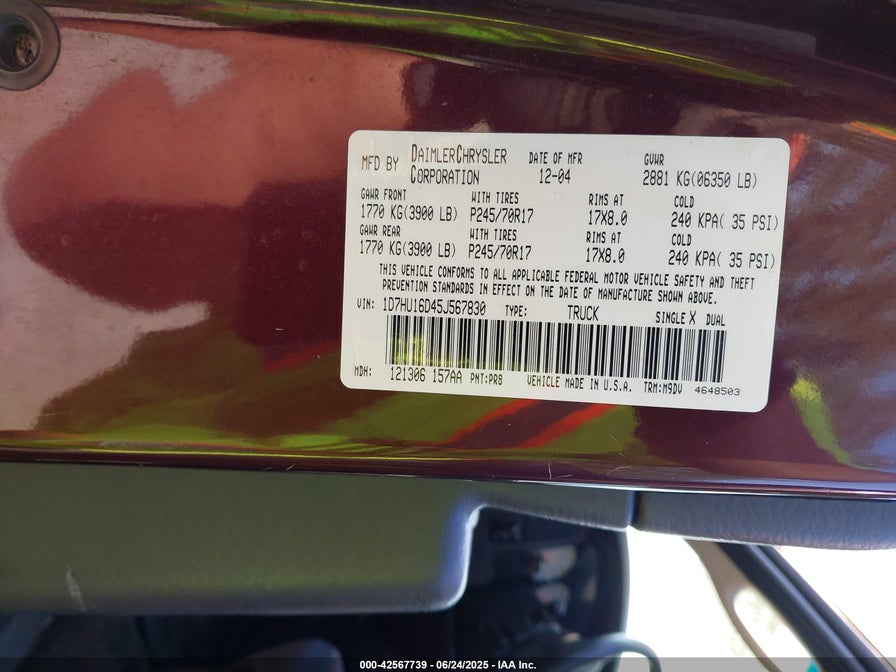 MFD BY DAIMLERCHRYSLER CORPORATION DATE OF MFR 12-04 GVWR 2881 KG(06350 LB)
GAWR FRONT WITH TIRES RIMS AT COLD
1770 KG(3900 LB) P245/70R17 17X8.0 240 KPA( 35 PSI)
GAWR REAR WITH TIRES RIMS AT COLD
1770 KG(3900 LB) P245/70R17 17X8.0 240 KPA( 35 PSI)
THIS VEHICLE CONFORMS TO ALL APPLICABLE FEDERAL MOTOR VEHICLE SAFETY AND THEFT
PREVENTION STANDARDS IN EFFECT ON THE DATE OF MANUFACTURE SHOWN ABOVE.
VIN: 1D7HU16D45J567830 TYPE: TRUCK SINGLE X DUAL
MDH: 121306 157AA PNT:PR8 VEHICLE MADE IN U.S.A. TRM:M9DV 4648503
000-42567739 - 06/24/2025 - IAA Inc.